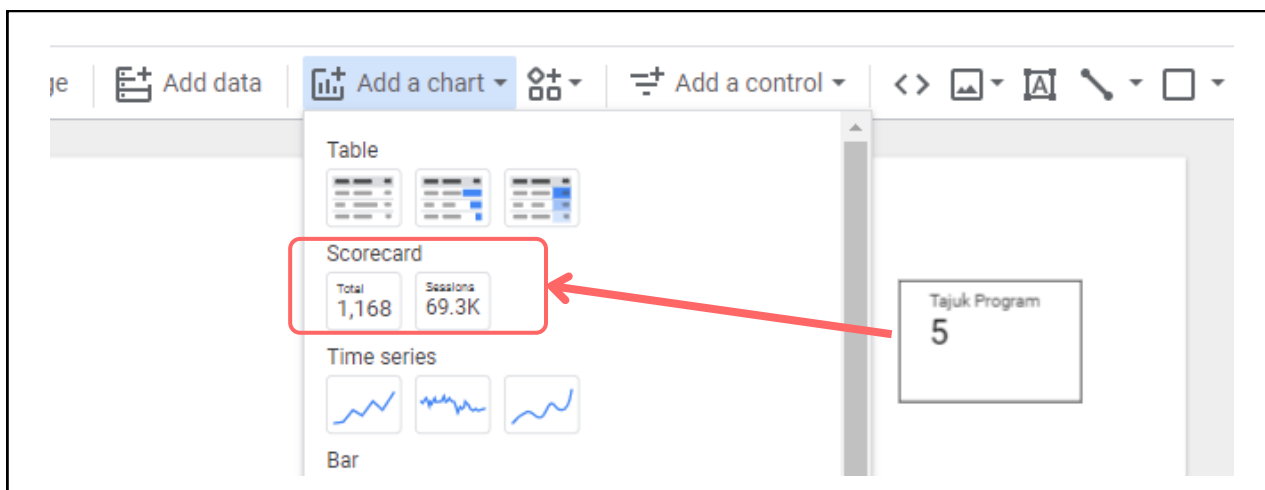 ge Add data Add a chart Add a control A
Table
Scorecard
Total Sessions
1,168 69.3K
Tajuk Program
5
Time series
Bar